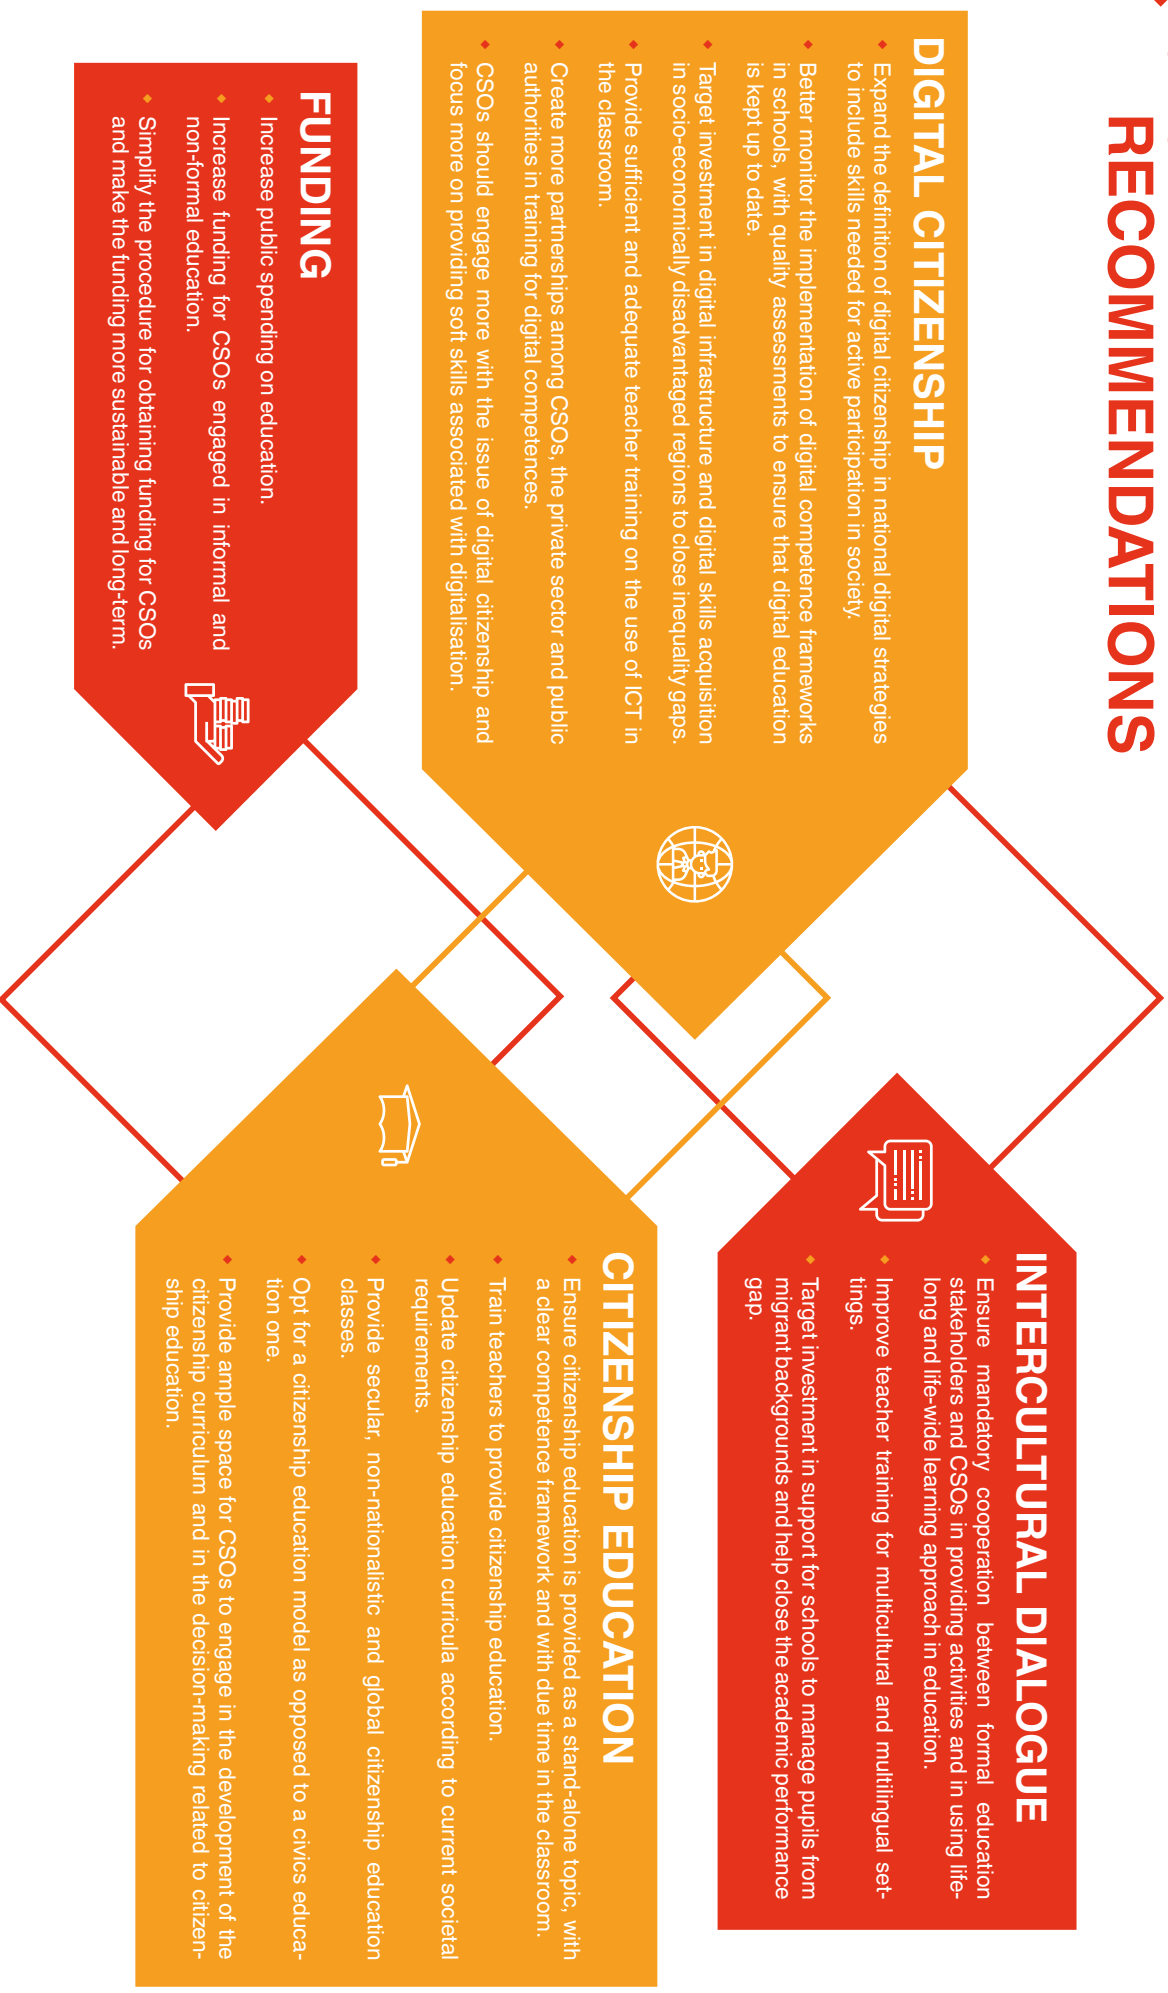 RECOMMENDATIONS
DIGITAL CITIZENSHIP
Expand the definition of digital citizenship in national digital strategies
to include skills needed for active participation in society.
Better monitor the implementation of digital competence frameworks
in schools, with quality assessments to ensure that digital education
is kept up to date.
Target investment in digital infrastructure and digital skills acquisition
in socio-economically disadvantaged regions to close inequality gaps.
Provide sufficient and adequate teacher training on the use of ICT in
the classroom.
Create more partnerships among CSOs, the private sector and public
authorities in training for digital competences.
CSOs should engage more with the issue of digital citizenship and
focus more on providing soft skills associated with digitalisation.
FUNDING
Increase public spending on education.
Increase funding for CSOs engaged in informal and
non-formal education.
Simplify the procedure for obtaining funding for CSOs
and make the funding more sustainable and long-term.
INTERCULTURAL DIALOGUE
Ensure mandatory cooperation between formal education
stakeholders and CSOs in providing activities and in using life-
long and life-wide learning approach in education.
Improve teacher training for multicultural and multilingual set-
tings.
Target investment in support for schools to manage pupils from
migrant backgrounds and help close the academic performance
gap.
CITIZENSHIP EDUCATION
Ensure citizenship education is provided as a stand-alone topic, with
a clear competence framework and with due time in the classroom.
Train teachers to provide citizenship education.
Update citizenship education curricula according to current societal
requirements.
Provide secular, non-nationalistic and global citizenship education
classes.
Opt for a citizenship education model as opposed to a civics educa-
tion one.
Provide ample space for CSOs to engage in the development of the
citizenship curriculum and in the decision-making related to citizen-
ship education.